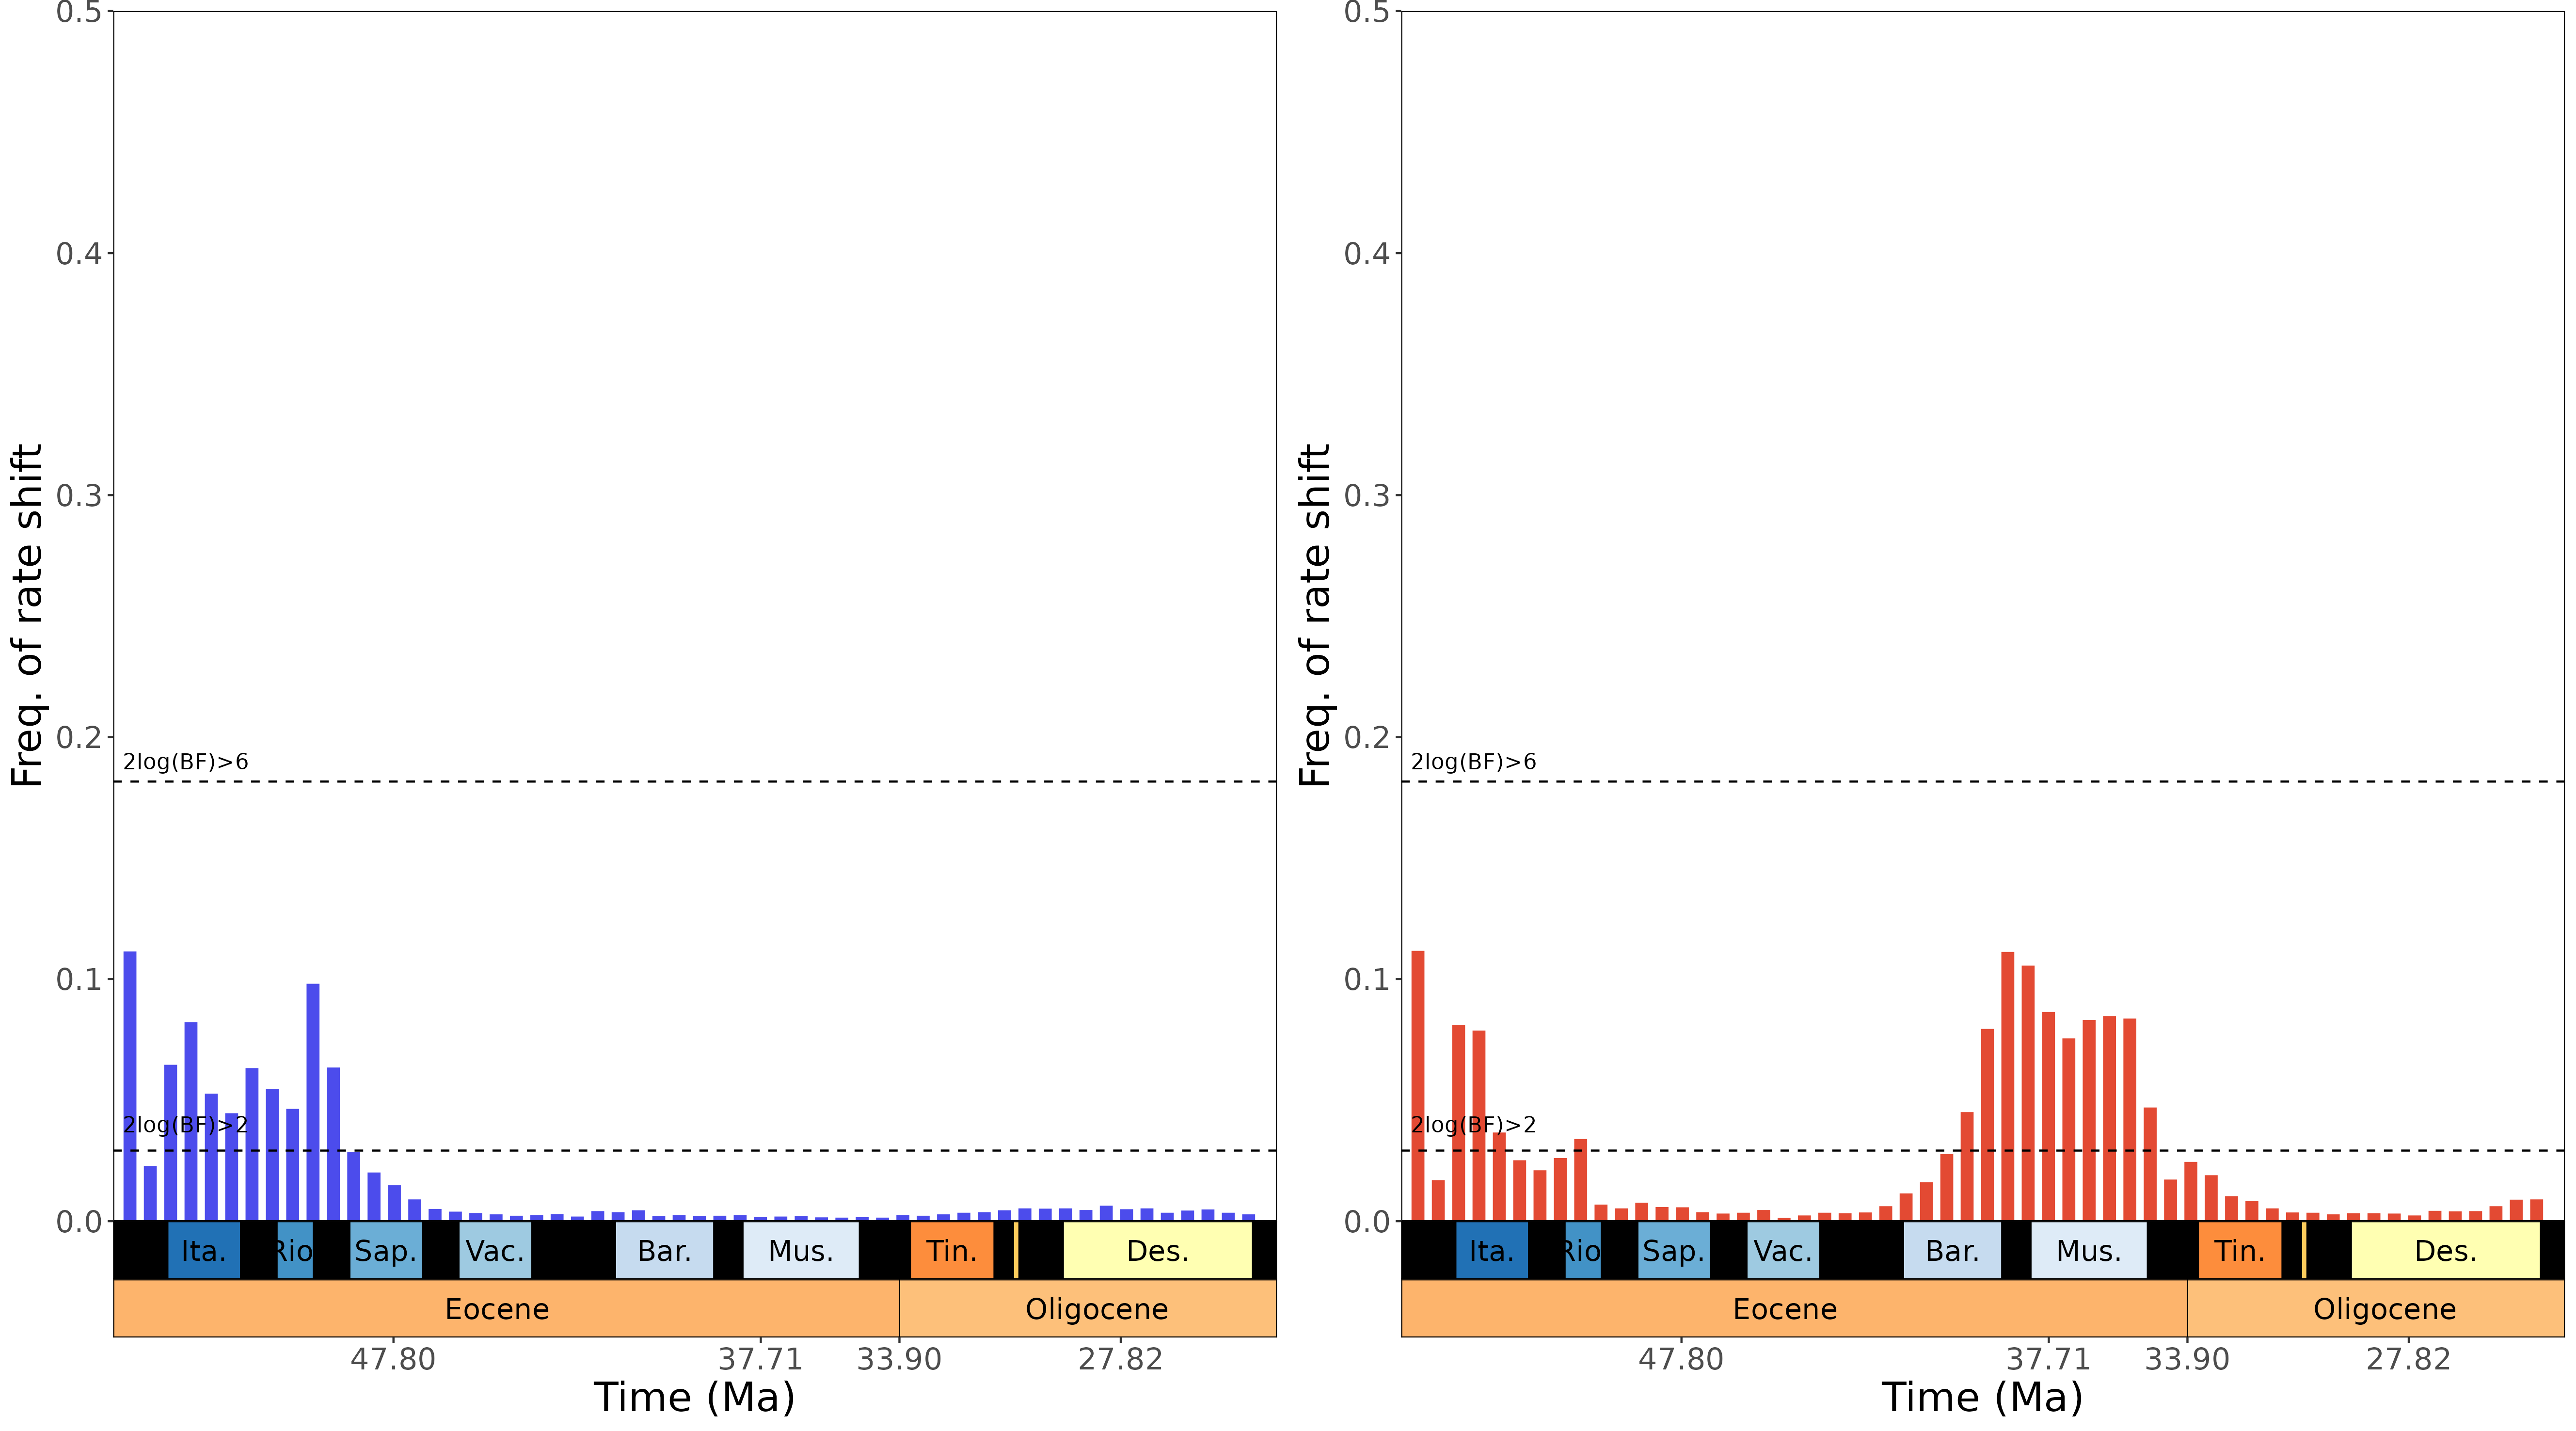 Freq. of rate shift
0.5
0.4
0.3
0.2
0.1
0.0
2log(BF)>6
2log(BF)>2
Ita. Rio Sap. Vac. Bar. Mus. Tin. Des.
Eocene Oligocene
47.80 37.71 33.90 27.82
Time (Ma)
Freq. of rate shift
0.5
0.4
0.3
0.2
0.1
0.0
2log(BF)>6
2log(BF)>2
Ita. Rio Sap. Vac. Bar. Mus. Tin. Des.
Eocene Oligocene
47.80 37.71 33.90 27.82
Time (Ma)